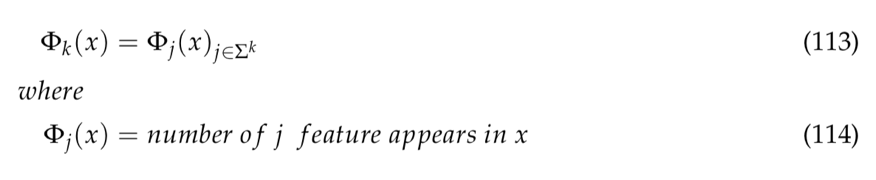 Φ_k(x) = Φ_j(x)_{j∈Σ^k} (113)
where
Φ_j(x) = number of j feature appears in x (114)